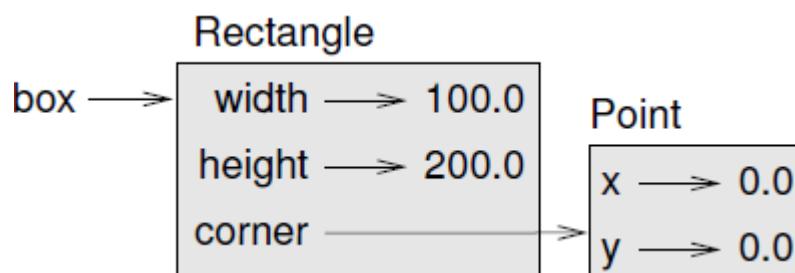 Rectangle
box
width 100.0
height 200.0
corner
Point
x 0.0
y 0.0